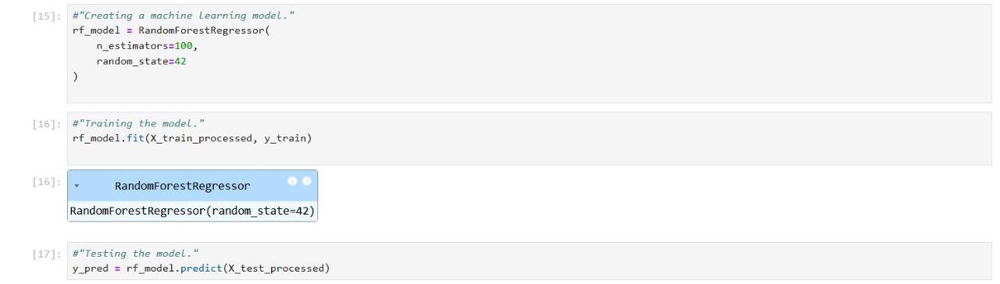 [15]: #"Creating a machine learning model."
rf_model = RandomForestRegressor(
    n_estimators=100,
    random_state=42
)
[16]: #"Training the model."
rf_model.fit(X_train_processed, y_train)
[16]: ▾ RandomForestRegressor i ?
RandomForestRegressor(random_state=42)
[17]: #"Testing the model."
y_pred = rf_model.predict(X_test_processed)